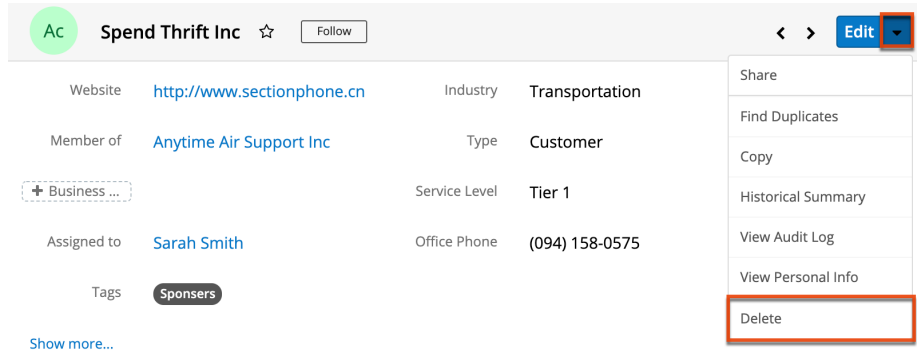 Ac Spend Thrift Inc Follow Edit
Share
Website http://www.sectionphone.cn Industry Transportation
Find Duplicates
Member of Anytime Air Support Inc Type Customer
Copy
Business ... Service Level Tier 1
Historical Summary
Assigned to Sarah Smith Office Phone (094) 158-0575
View Audit Log
View Personal Info
Tags Sponsers
Delete
Show more...